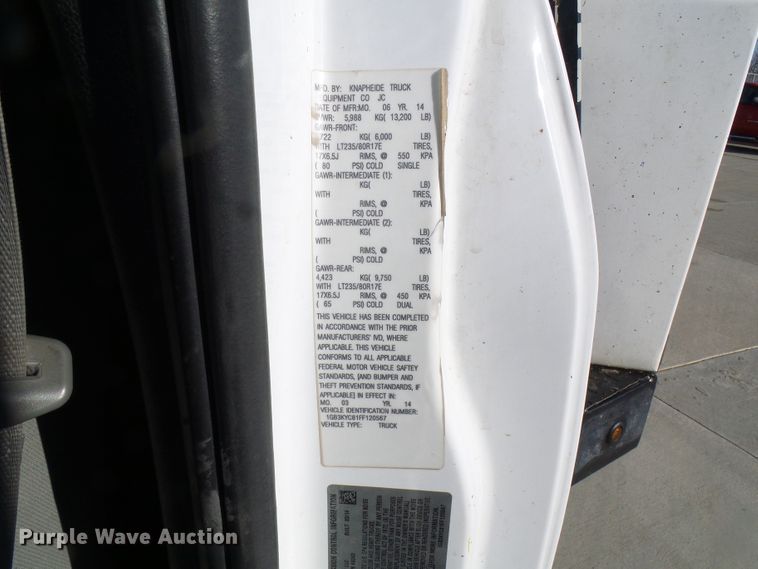 MFD. BY: KNAPHEIDE TRUCK
EQUIPMENT CO JC
DATE OF MFR: MO. 06 YR. 14
VWR: 5,988 KG( 13,200 LB)
GAWR-FRONT:
722 KG( 6,000 LB)
WITH LT235/80R17E TIRES,
17X6.5J RIMS, @ 550 KPA
( 80 PSI) COLD SINGLE
GAWR-INTERMEDIATE (1):
KG( LB)
WITH TIRES,
RIMS, @ KPA
( PSI) COLD
GAWR-INTERMEDIATE (2):
KG( LB)
WITH TIRES,
RIMS, @ KPA
( PSI) COLD
GAWR-REAR:
4,423 KG( 9,750 LB)
WITH LT235/80R17E TIRES,
17X6.5J RIMS, @ 450 KPA
( 65 PSI) COLD DUAL
THIS VEHICLE HAS BEEN COMPLETED
IN ACCORDANCE WITH THE PRIOR
MANUFACTURERS' IVD, WHERE
APPLICABLE. THIS VEHICLE
CONFORMS TO ALL APPLICABLE
FEDERAL MOTOR VEHICLE SAFTEY
STANDARDS, [AND BUMPER AND
THEFT PREVENTION STANDARDS, IF
APPLICABLE] IN EFFECT IN:
MO. 03 YR. 14
VEHICLE IDENTIFICATION NUMBER:
1GB3KYC81FF120567
VEHICLE TYPE: TRUCK
Purple Wave Auction